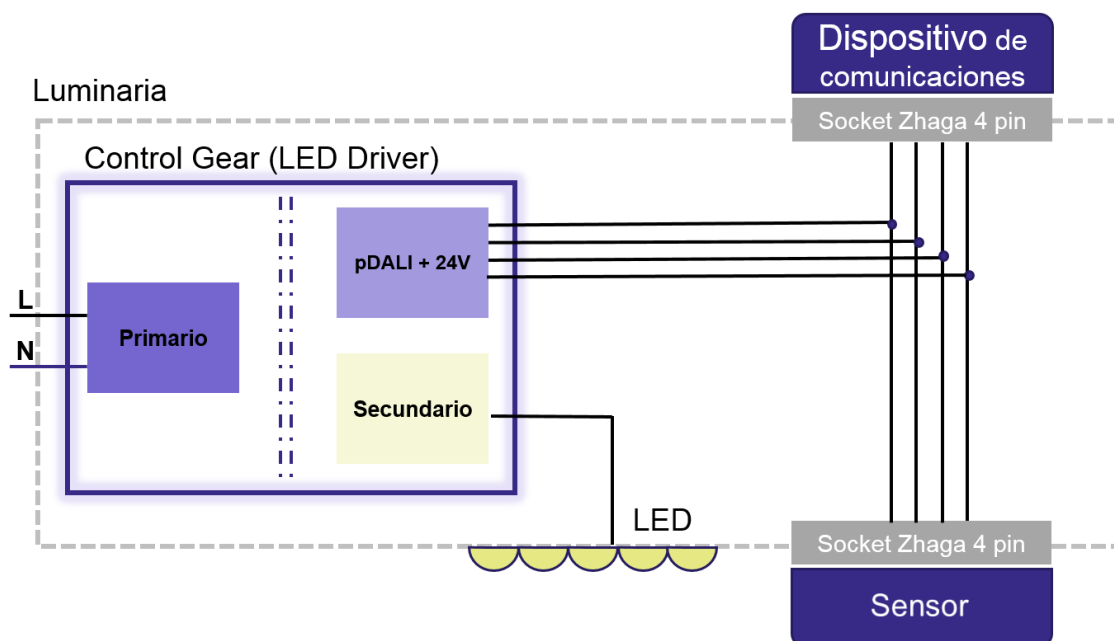 Dispositivo de
comunicaciones
Luminaria
Socket Zhaga 4 pin
Control Gear (LED Driver)
pDALI + 24V
L
Primario
N
Secundario
LED
Socket Zhaga 4 pin
Sensor